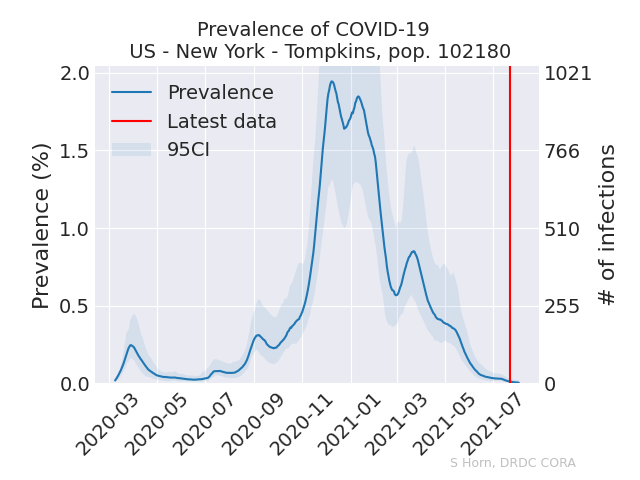 Prevalence of COVID-19
US - New York - Tompkins, pop. 102180
Prevalence
Latest data
95CI
Prevalence (%)
2.0
1.5
1.0
0.5
0.0
1021
766
510
255
0
# of infections
2020-03
2020-05
2020-07
2020-09
2020-11
2021-01
2021-03
2021-05
2021-07
S Horn, DRDC CORA